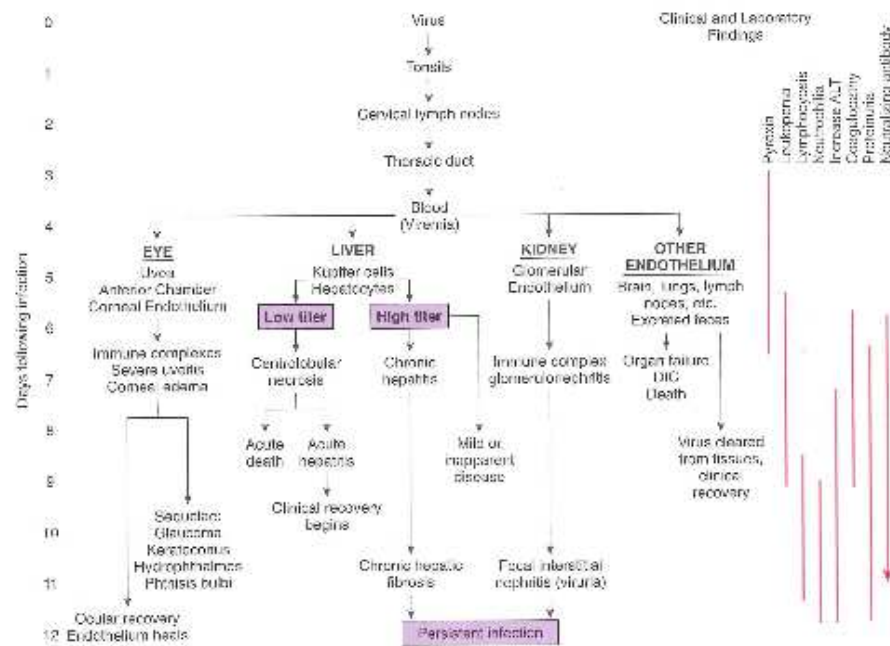 0
Virus
Clinical and Laboratory
Findings
1
Tonsils
2
Cervical lymph nodes
Thoracic duct
3
4
Blood
(Viremia)
Pyrexia
Leukopenia
Lymphocytosis
Neutrophilia
Increase ALT
Coagulopathy
Proteinuria
Neutralizing antibody
Days following infection
EYE
Uvea
Anterior Chamber
Corneal Endothelium
LIVER
Kupffer cells
Hepatocytes
KIDNEY
Glomerular
Endothelium
OTHER
ENDOTHELIUM
Brain, lungs, lymph
nodes, etc.
Excreted feces
5
6
Low titer
High titer
7
Immune complexes
Severe uveitis
Corneal edema
Centrolobular
necrosis
Chronic
hepatitis
Immune complex
glomerulonephritis
Organ failure
DIC
Death
8
Acute
death
Acute
hepatitis
Mild or
inapparent
disease
Virus cleared
from tissues,
clinical
recovery
9
Sequelae:
Glaucoma
Keratoconus
Hydrophthalmos
Phthisis bulbi
Clinical recovery
begins
10
11
Chronic hepatic
fibrosis
Focal interstitial
nephritis (viruria)
12
Ocular recovery
Endothelium heals
Persistent infection